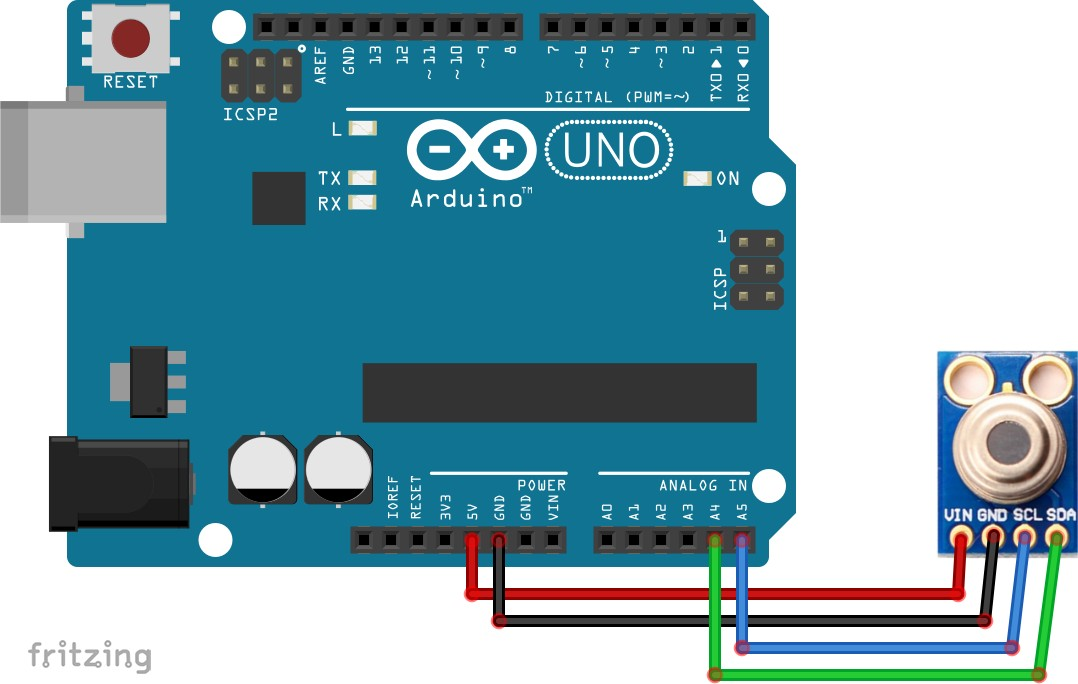 RESET
ICSP2
AREF
GND
13
12
~11
~10
~9
8
7
~6
~5
4
~3
2
TX0▶1
RX0◀0
DIGITAL (PWM=~)
L
TX
RX
Arduino™
UNO
ON
1
ICSP
IOREF
RESET
3V3
5V
GND
GND
VIN
POWER
A0
A1
A2
A3
A4
A5
ANALOG IN
VIN GND SCL SDA
fritzing